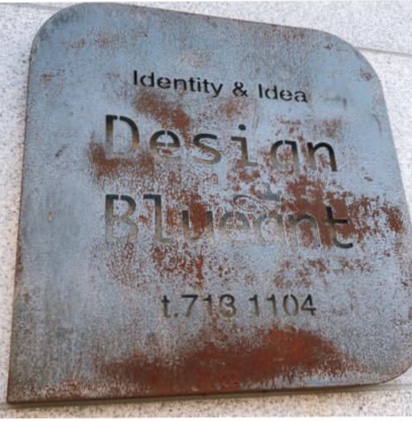 Identity & Idea
Design
Blueant
t.713 1104